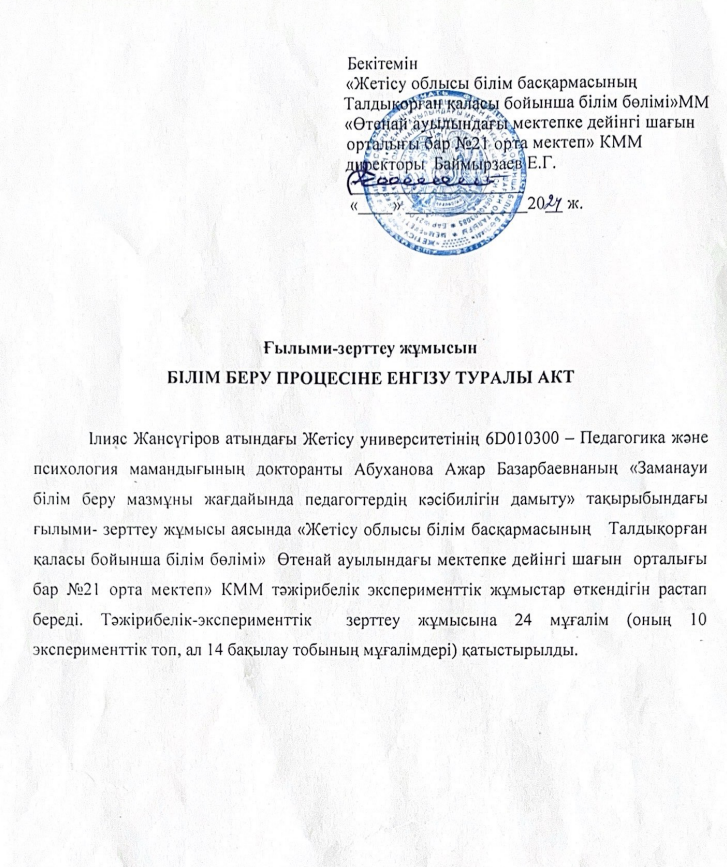 Бекітемін
«Жетісу облысы білім басқармасының
Талдықорған қаласы бойынша білім бөлімі»ММ
«Өтенай ауылындағы мектепке дейінгі шағын
орталығы бар №21 орта мектеп» КММ
директоры Баймырзаев Е.Г.
«____» ______________2024 ж.
Ғылыми-зерттеу жұмысын
БІЛІМ БЕРУ ПРОЦЕСІНЕ ЕНГІЗУ ТУРАЛЫ АКТ
Ілияс Жансүгіров атындағы Жетісу университетінің 6D010300 – Педагогика және
психология мамандығының докторанты Абуханова Ажар Базарбаевнаның «Заманауи
білім беру мазмұны жағдайында педагогтердің кәсібилігін дамыту» тақырыбындағы
ғылыми- зерттеу жұмысы аясында «Жетісу облысы білім басқармасының Талдықорған
қаласы бойынша білім бөлімі» Өтенай ауылындағы мектепке дейінгі шағын орталығы
бар №21 орта мектеп» КММ тәжірибелік эксперименттік жұмыстар өткендігін растап
береді. Тәжірибелік-эксперименттік зерттеу жұмысына 24 мұғалім (оның 10
эксперименттік топ, ал 14 бақылау тобының мұғалімдері) қатыстырылды.